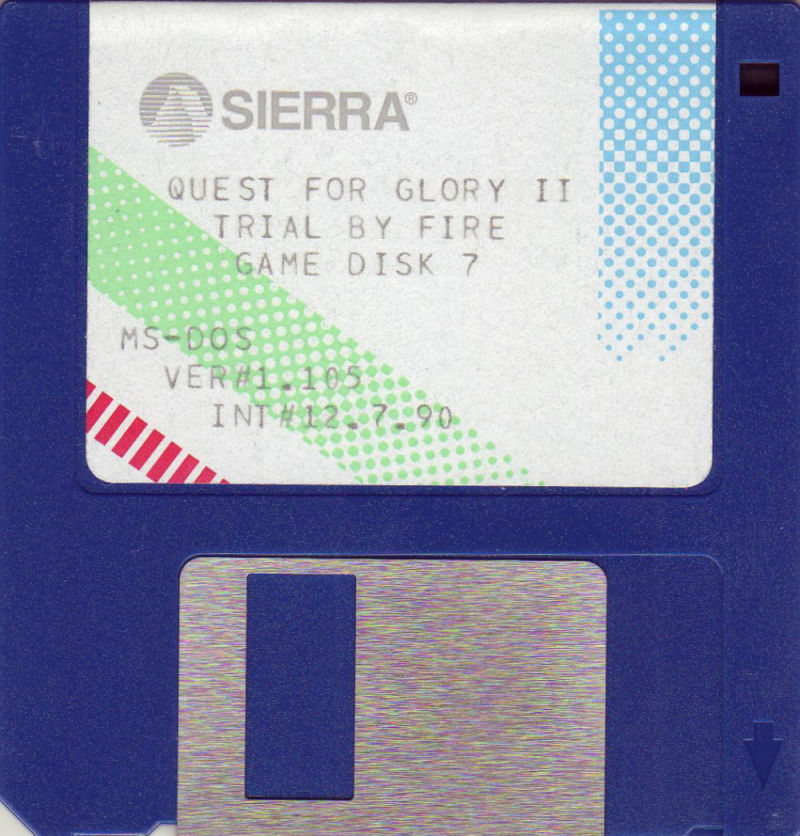 SIERRA®
QUEST FOR GLORY II
TRIAL BY FIRE
GAME DISK 7
MS-DOS
VER#1.105
INT#12.7.90